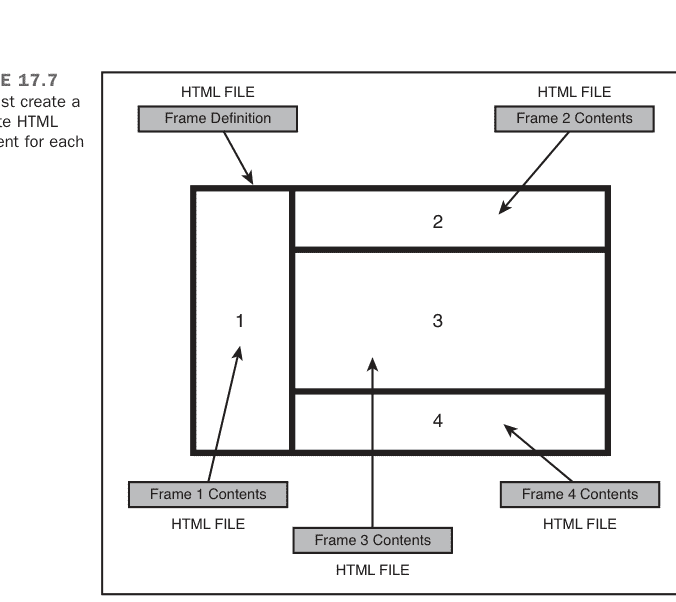 E 17.7
st create a
te HTML
ent for each
HTML FILE
Frame Definition
HTML FILE
Frame 2 Contents
2
1
3
4
Frame 1 Contents
HTML FILE
Frame 3 Contents
HTML FILE
Frame 4 Contents
HTML FILE